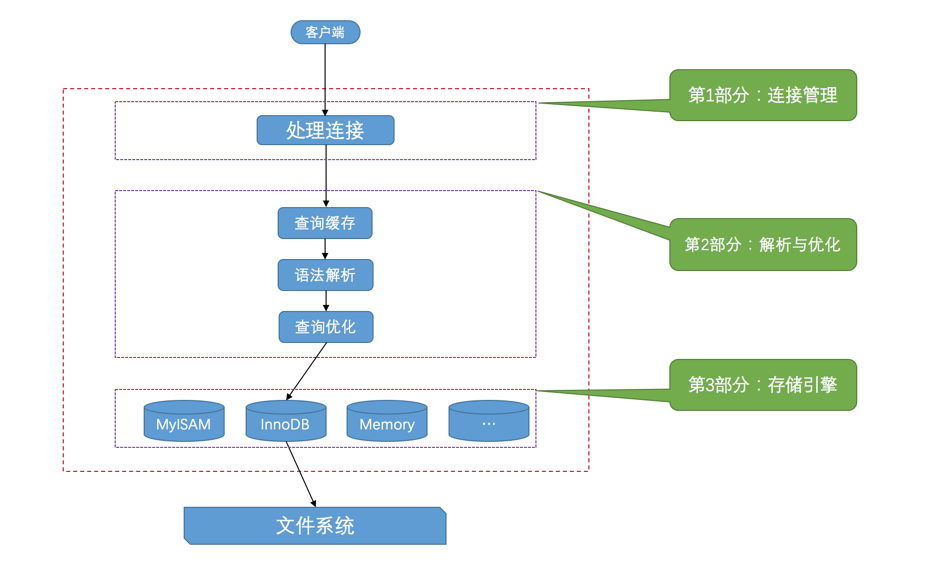 客户端
第1部分：连接管理
处理连接
查询缓存
第2部分：解析与优化
语法解析
查询优化
第3部分：存储引擎
MyISAM
InnoDB
Memory
…
文件系统